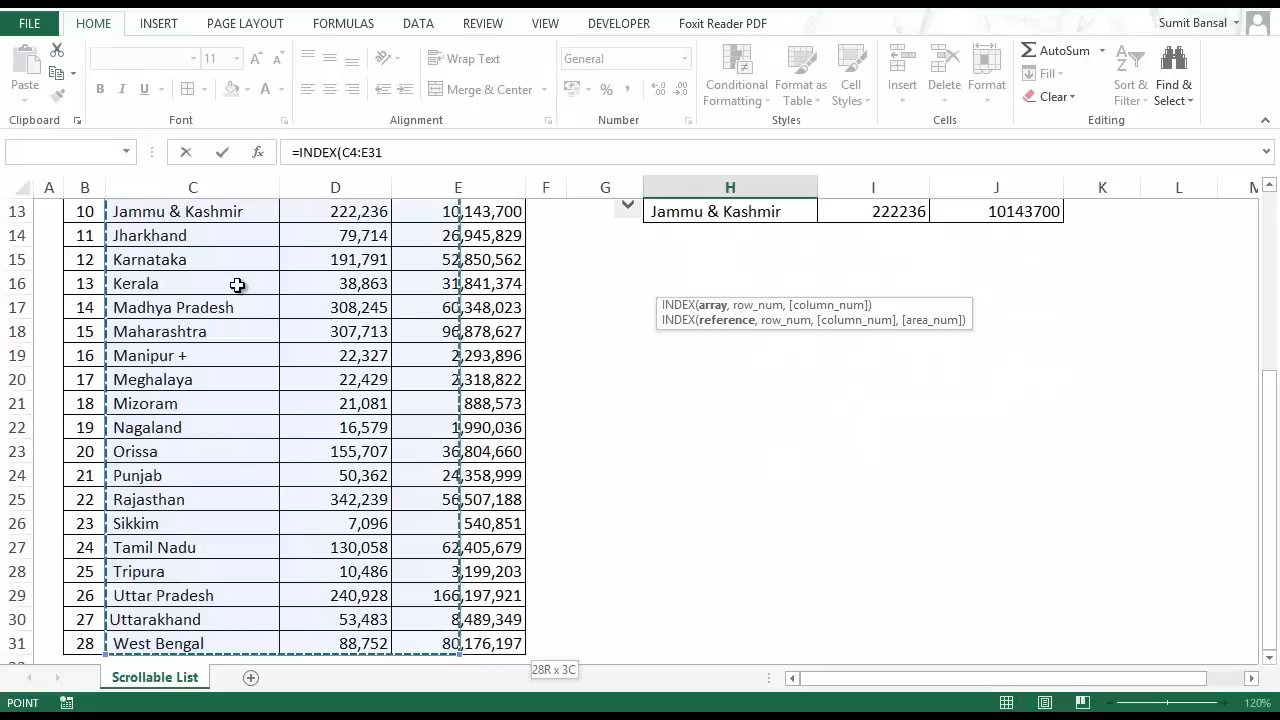 Sumit Bansal
FILE HOME INSERT PAGE LAYOUT FORMULAS DATA REVIEW VIEW DEVELOPER Foxit Reader PDF
Paste
11 A A
B I U A
Wrap Text
Merge & Center
General
% ,
Conditional Formatting
Format as Table
Cell Styles
Insert Delete Format
Σ AutoSum
Fill
Clear
Sort & Filter
Find & Select
Clipboard Font Alignment Number Styles Cells Editing
fx =INDEX(C4:E31
A B C D E F G H I J K L M
13 10 Jammu & Kashmir 222,236 10,143,700 Jammu & Kashmir 222236 10143700
14 11 Jharkhand 79,714 26,945,829
15 12 Karnataka 191,791 52,850,562
16 13 Kerala 38,863 31,841,374
INDEX(array, row_num, [column_num])
INDEX(reference, row_num, [column_num], [area_num])
17 14 Madhya Pradesh 308,245 60,348,023
18 15 Maharashtra 307,713 96,878,627
19 16 Manipur + 22,327 2,293,896
20 17 Meghalaya 22,429 2,318,822
21 18 Mizoram 21,081 888,573
22 19 Nagaland 16,579 1,990,036
23 20 Orissa 155,707 36,804,660
24 21 Punjab 50,362 24,358,999
25 22 Rajasthan 342,239 56,507,188
26 23 Sikkim 7,096 540,851
27 24 Tamil Nadu 130,058 62,405,679
28 25 Tripura 10,486 3,199,203
29 26 Uttar Pradesh 240,928 166,197,921
30 27 Uttarakhand 53,483 8,489,349
31 28 West Bengal 88,752 80,176,197
28R x 3C
Scrollable List
POINT 120%